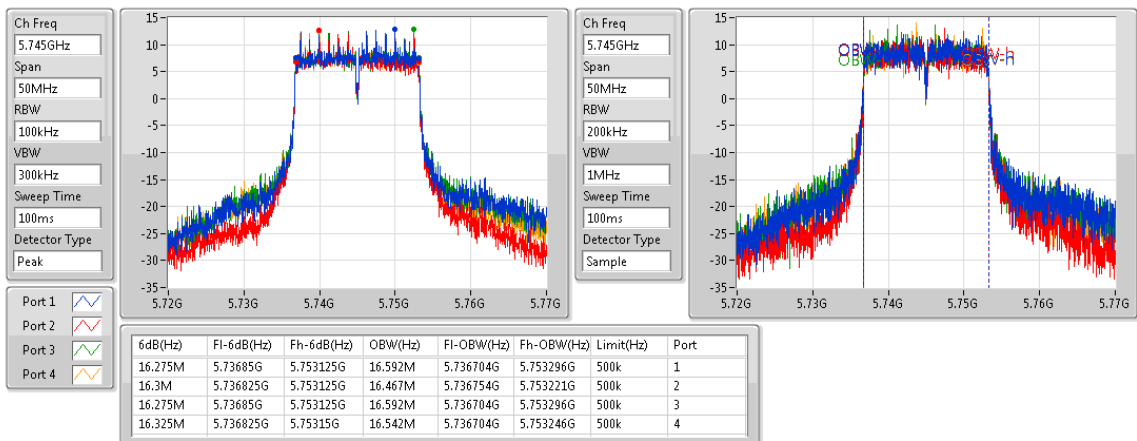 Ch Freq
5.745GHz
Span
50MHz
RBW
100kHz
VBW
300kHz
Sweep Time
100ms
Detector Type
Peak
15
10
5
0
-5
-10
-15
-20
-25
-30
-35
5.72G 5.73G 5.74G 5.75G 5.76G 5.77G
Ch Freq
5.745GHz
Span
50MHz
RBW
200kHz
VBW
1MHz
Sweep Time
100ms
Detector Type
Sample
15
10
5
0
-5
-10
-15
-20
-25
-30
-35
5.72G 5.73G 5.74G 5.75G 5.76G 5.77G
Port 1
Port 2
Port 3
Port 4
6dB(Hz) Fl-6dB(Hz) Fh-6dB(Hz) OBW(Hz) Fl-OBW(Hz) Fh-OBW(Hz) Limit(Hz) Port
16.275M 5.73685G 5.753125G 16.592M 5.736704G 5.753296G 500k 1
16.3M 5.736825G 5.753125G 16.467M 5.736754G 5.753221G 500k 2
16.275M 5.73685G 5.753125G 16.592M 5.736704G 5.753296G 500k 3
16.325M 5.736825G 5.75315G 16.542M 5.736704G 5.753246G 500k 4